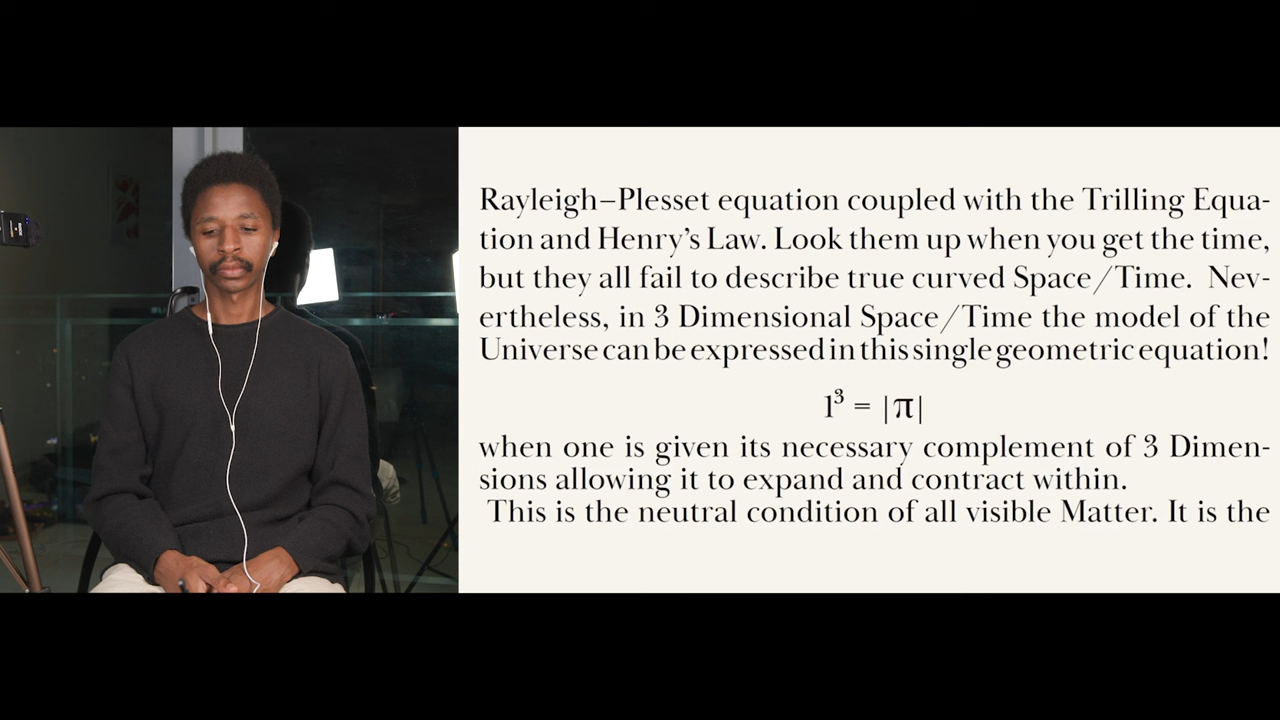 Rayleigh–Plesset equation coupled with the Trilling Equa-
tion and Henry's Law. Look them up when you get the time,
but they all fail to describe true curved Space/Time. Nev-
ertheless, in 3 Dimensional Space/Time the model of the
Universe can be expressed in this single geometric equation!
1³ = |π|
when one is given its necessary complement of 3 Dimen-
sions allowing it to expand and contract within.
This is the neutral condition of all visible Matter. It is the